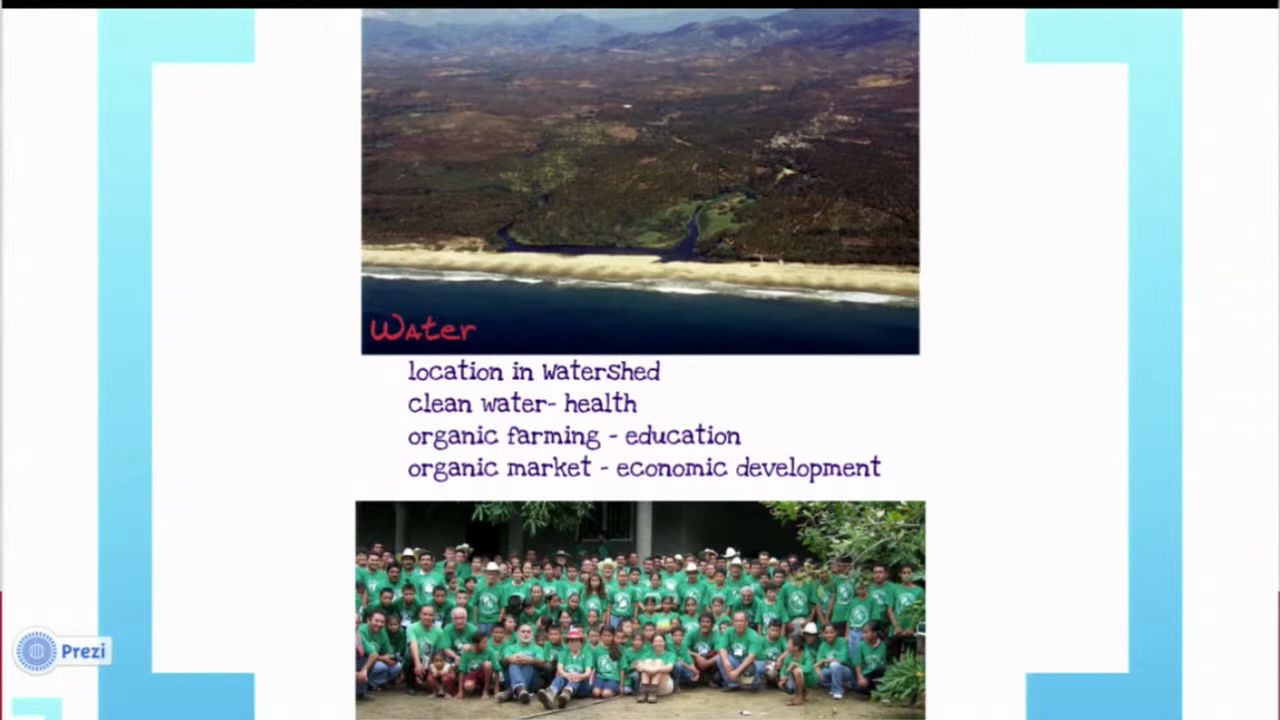 Water
location in Watershed
clean water- health
organic farming - education
organic market - economic development
Prezi